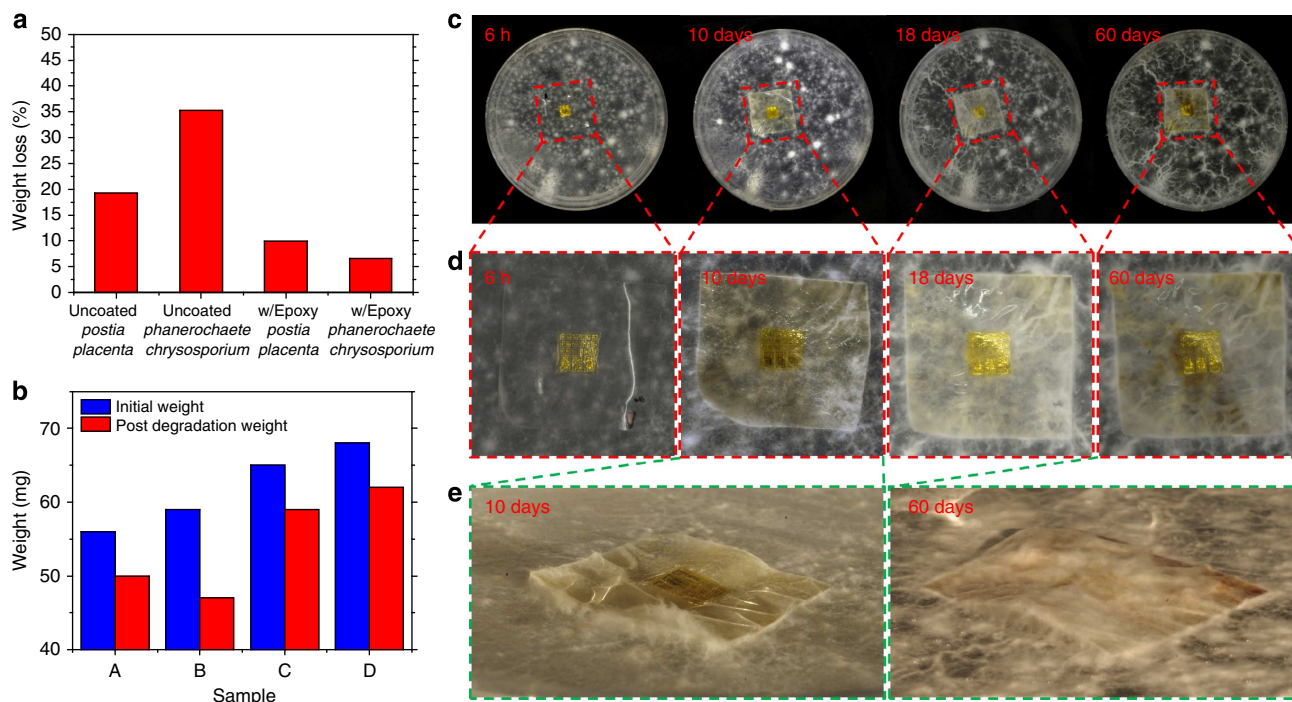 a
50
45
40
35
30
25
20
15
10
5
0
Weight loss (%)
Uncoated
postia
placenta
Uncoated
phanerochaete
chrysosporium
w/Epoxy
postia
placenta
w/Epoxy
phanerochaete
chrysosporium
b
Initial weight
Post degradation weight
70
60
50
40
Weight (mg)
A
B
C
D
Sample
c
6 h
10 days
18 days
60 days
d
6 h
10 days
18 days
60 days
e
10 days
60 days